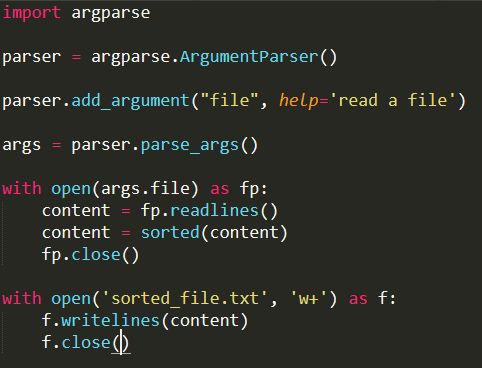 import argparse
parser = argparse.ArgumentParser()
parser.add_argument("file", help='read a file')
args = parser.parse_args()
with open(args.file) as fp:
    content = fp.readlines()
    content = sorted(content)
    fp.close()
with open('sorted_file.txt', 'w+') as f:
    f.writelines(content)
    f.close()